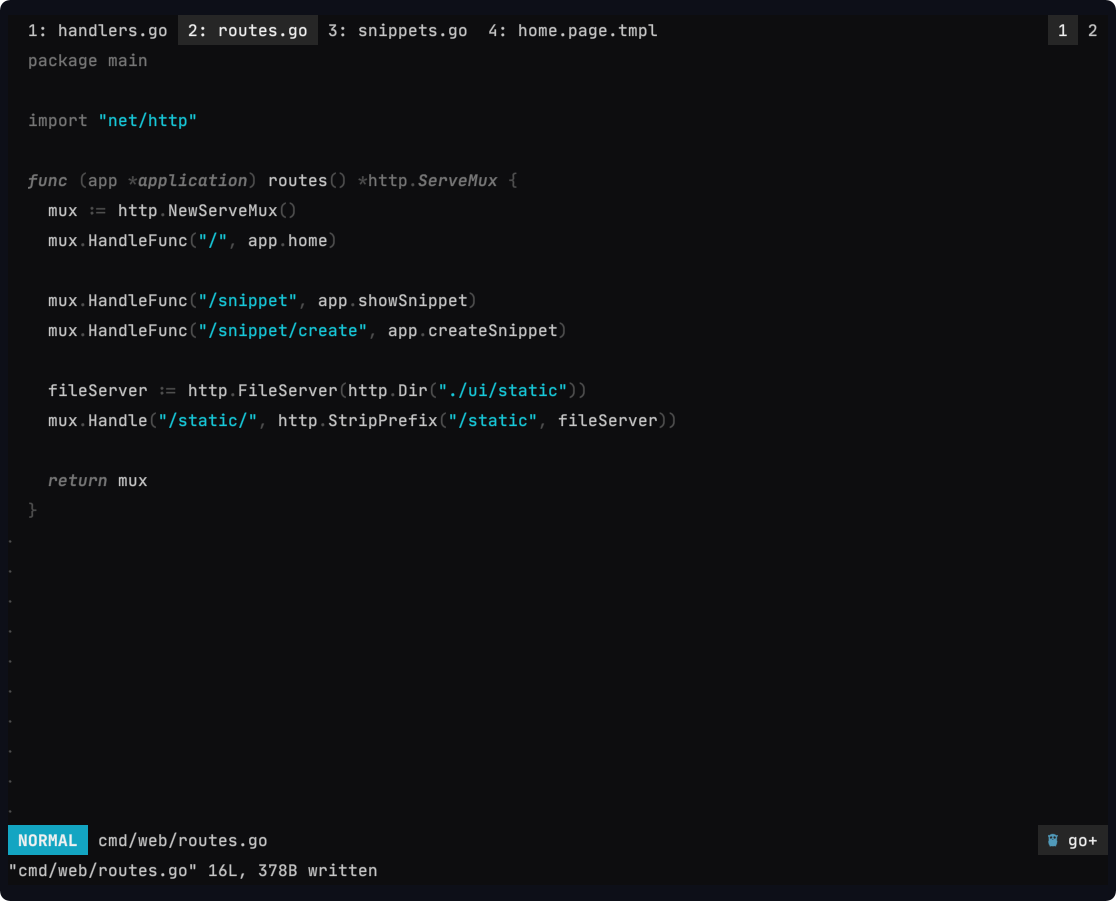 1: handlers.go 2: routes.go 3: snippets.go 4: home.page.tmpl 1 2
package main
import "net/http"
func (app *application) routes() *http.ServeMux {
mux := http.NewServeMux()
mux.HandleFunc("/", app.home)
mux.HandleFunc("/snippet", app.showSnippet)
mux.HandleFunc("/snippet/create", app.createSnippet)
fileServer := http.FileServer(http.Dir("./ui/static"))
mux.Handle("/static/", http.StripPrefix("/static", fileServer))
return mux
}
NORMAL cmd/web/routes.go go+
"cmd/web/routes.go" 16L, 378B written